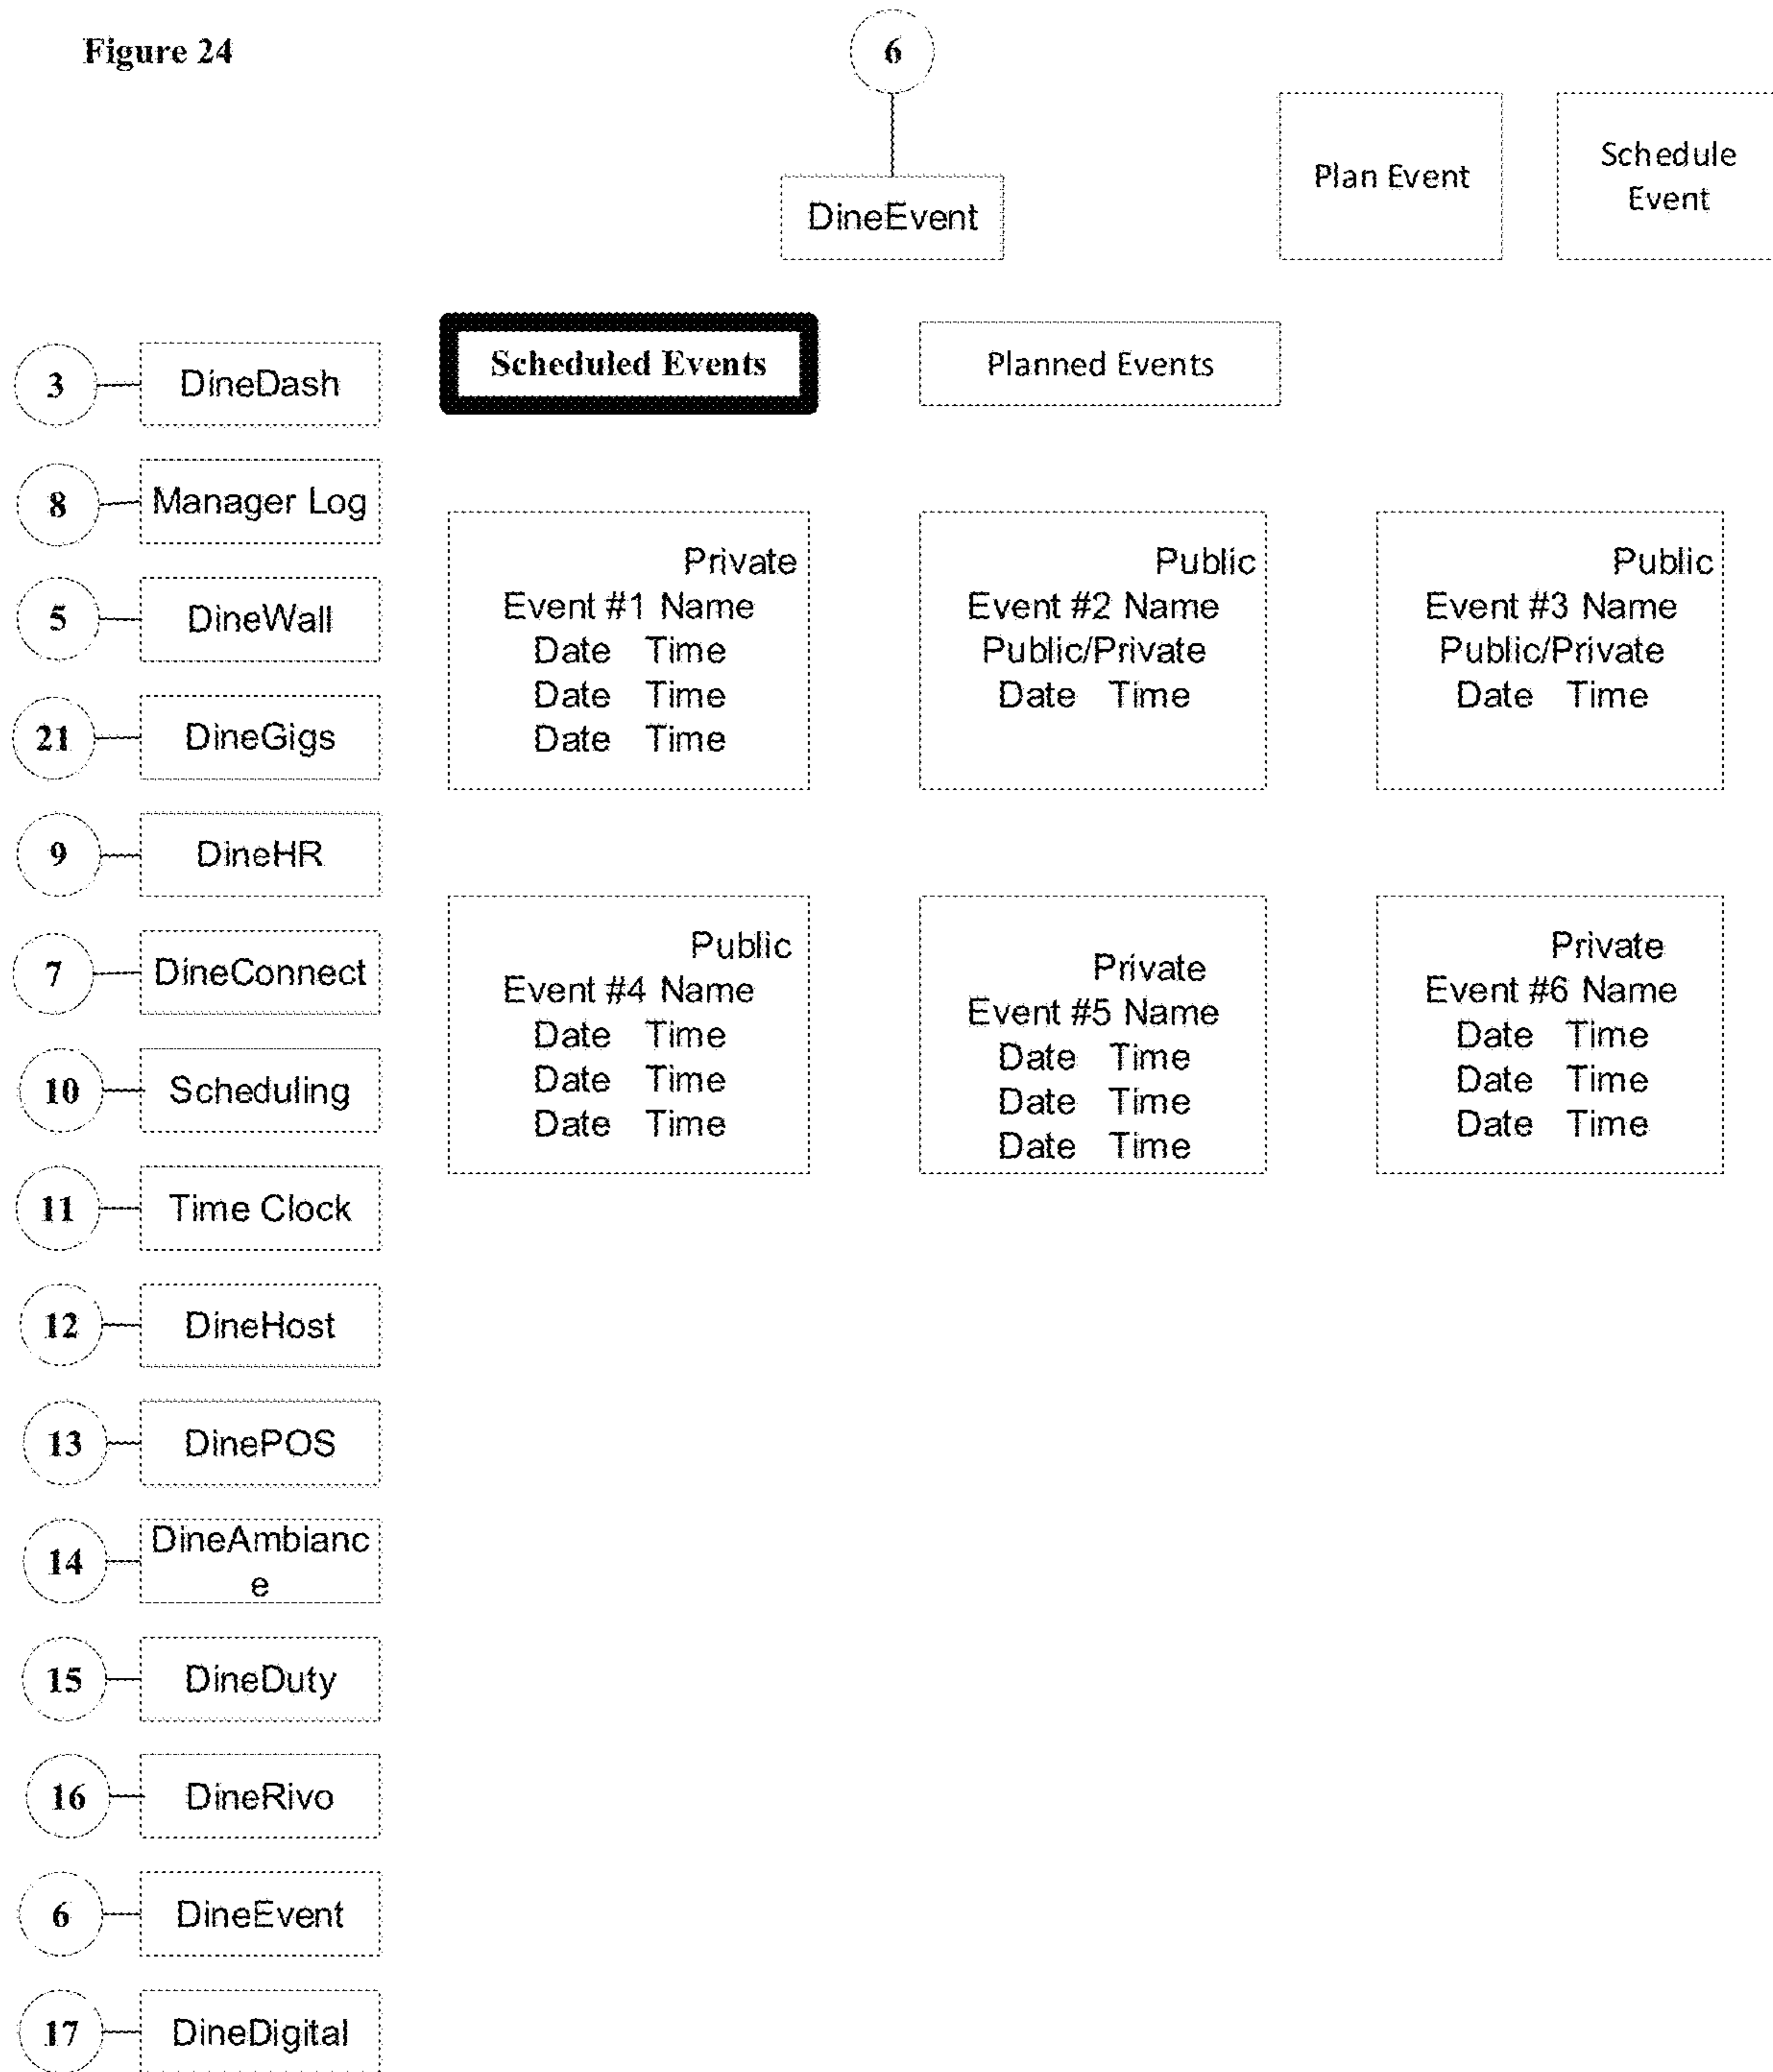 Figure 24
6
DineEvent
Plan Event
Schedule
Event
Scheduled Events
Planned Events
3
DineDash
8
Manager Log
5
DineWall
21
DineGigs
9
DineHR
7
DineConnect
10
Scheduling
11
Time Clock
12
DineHost
13
DinePOS
14
DineAmbianc
e
15
DineDuty
16
DineRivo
6
DineEvent
17
DineDigital
Private
Event #1 Name
Date Time
Date Time
Date Time
Public
Event #2 Name
Public/Private
Date Time
Public
Event #3 Name
Public/Private
Date Time
Public
Event #4 Name
Date Time
Date Time
Date Time
Private
Event #5 Name
Date Time
Date Time
Date Time
Private
Event #6 Name
Date Time
Date Time
Date Time